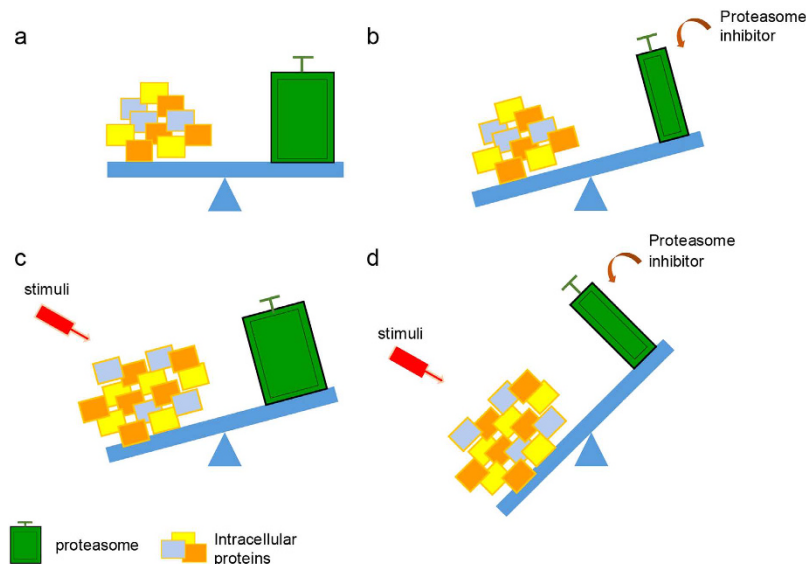 a
b
Proteasome
inhibitor
c
stimuli
d
Proteasome
inhibitor
stimuli
proteasome
Intracellular
proteins